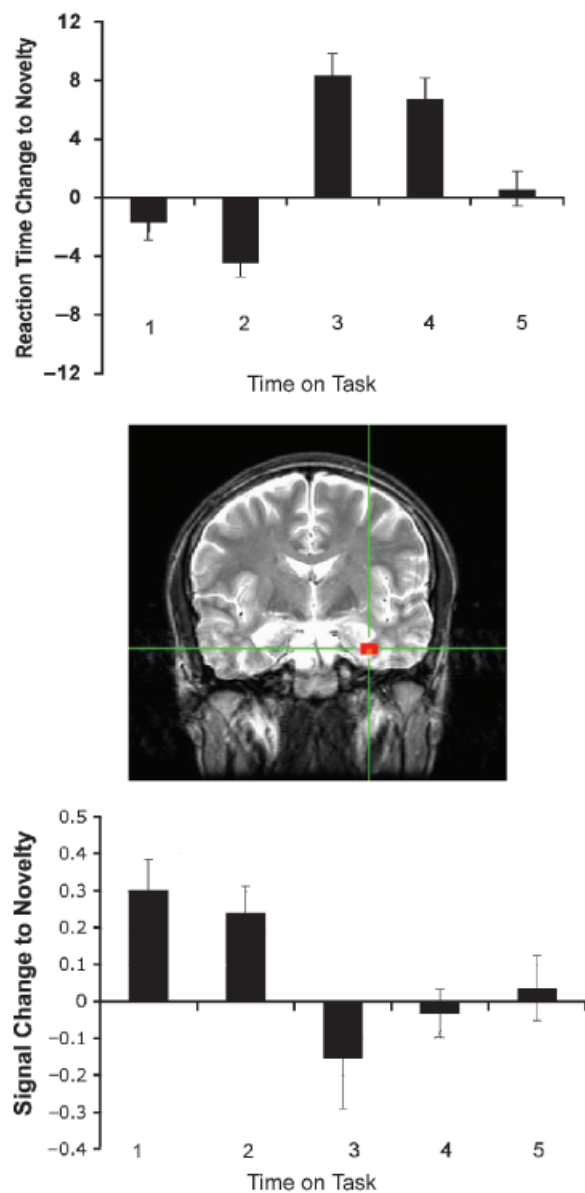 Reaction Time Change to Novelty
12
8
4
0
−4
−8
−12
1 2 3 4 5
Time on Task
Signal Change to Novelty
0.5
0.4
0.3
0.2
0.1
0
−0.1
−0.2
−0.3
−0.4
1 2 3 4 5
Time on Task